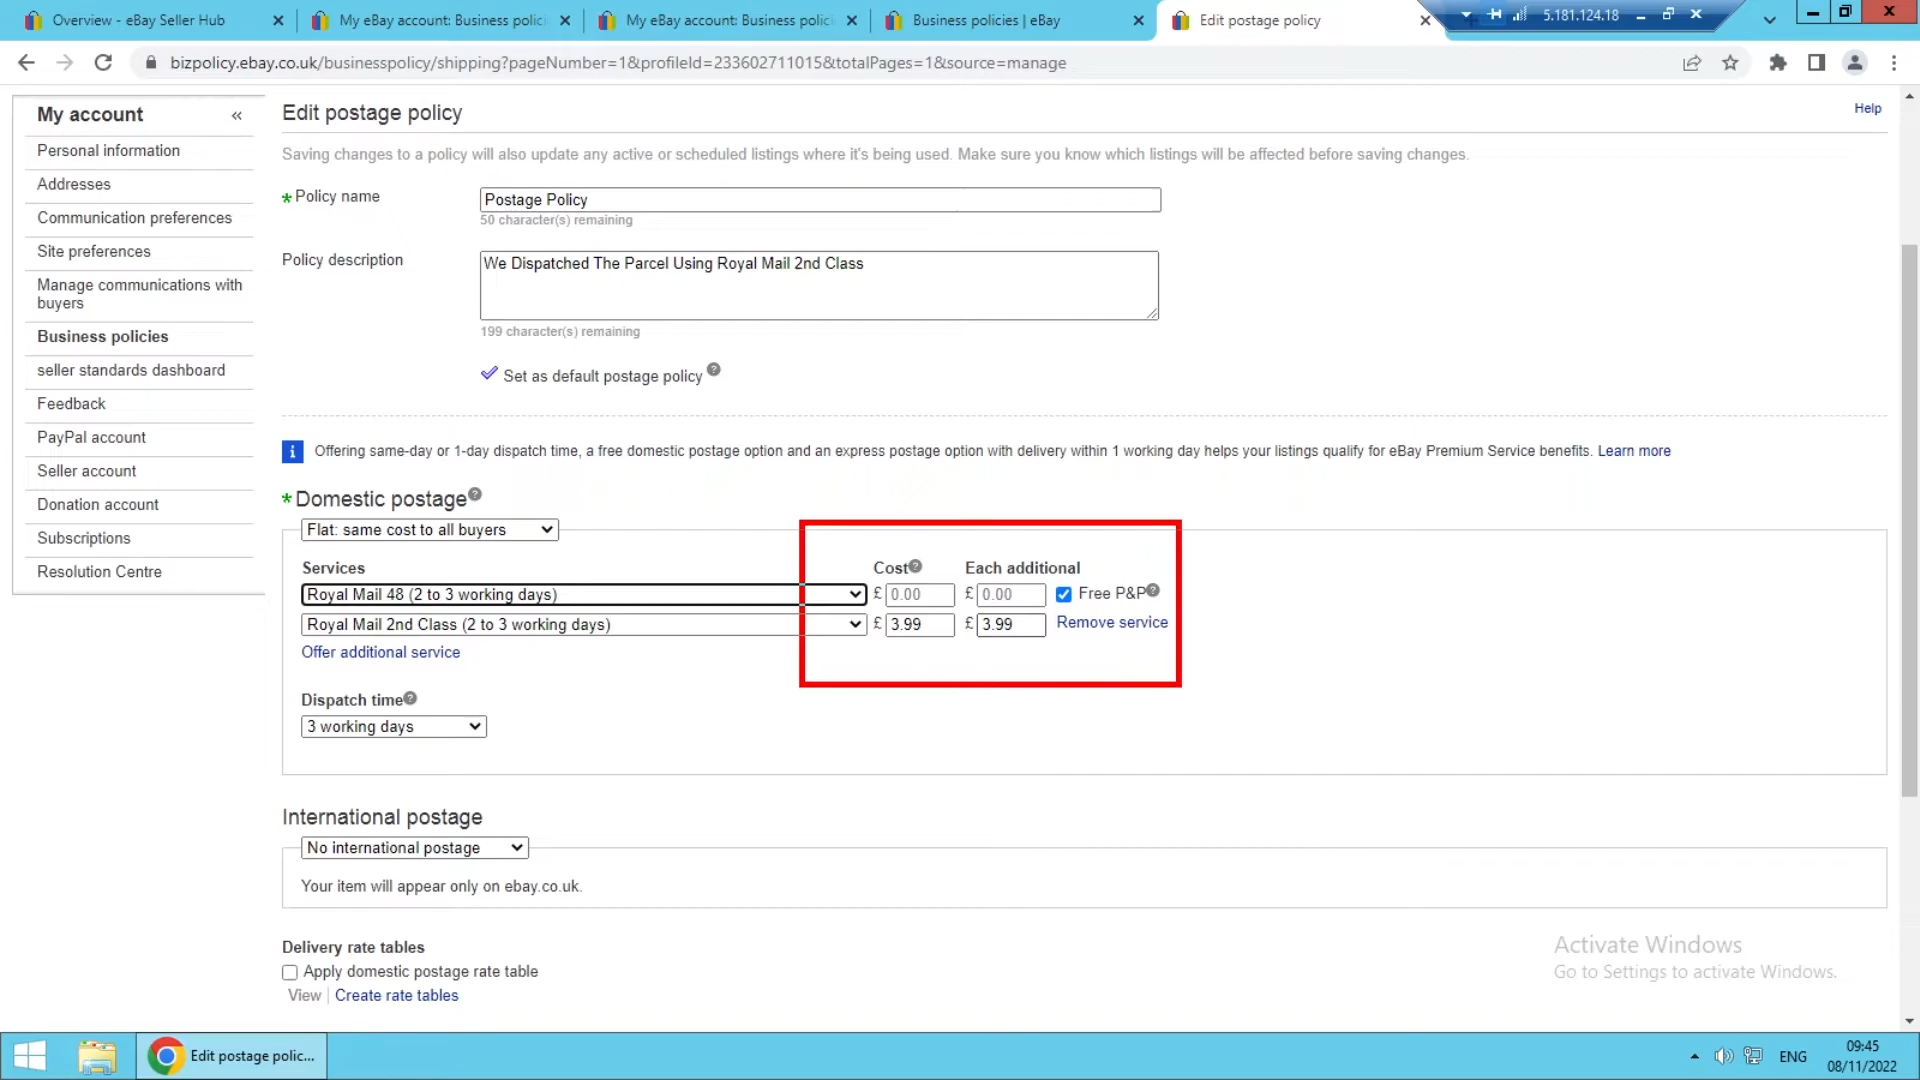 Overview - eBay Seller Hub
My eBay account: Business polici
My eBay account: Business polici
Business policies | eBay
Edit postage policy
5.181.124.18
bizpolicy.ebay.co.uk/businesspolicy/shipping?pageNumber=1&profileId=233602711015&totalPages=1&source=manage
My account «
Personal information
Addresses
Communication preferences
Site preferences
Manage communications with
buyers
Business policies
seller standards dashboard
Feedback
PayPal account
Seller account
Donation account
Subscriptions
Resolution Centre
Edit postage policy
Help
Saving changes to a policy will also update any active or scheduled listings where it's being used. Make sure you know which listings will be affected before saving changes.
* Policy name
Postage Policy
50 character(s) remaining
Policy description
We Dispatched The Parcel Using Royal Mail 2nd Class
199 character(s) remaining
Set as default postage policy ?
i Offering same-day or 1-day dispatch time, a free domestic postage option and an express postage option with delivery within 1 working day helps your listings qualify for eBay Premium Service benefits. Learn more
* Domestic postage ?
Flat: same cost to all buyers
Services Cost ? Each additional
Royal Mail 48 (2 to 3 working days) £ 0.00 £ 0.00 Free P&P ?
Royal Mail 2nd Class (2 to 3 working days) £ 3.99 £ 3.99 Remove service
Offer additional service
Dispatch time ?
3 working days
International postage
No international postage
Your item will appear only on ebay.co.uk.
Delivery rate tables
Apply domestic postage rate table
View | Create rate tables
Activate Windows
Go to Settings to activate Windows.
Edit postage polic...
ENG
09:45
08/11/2022